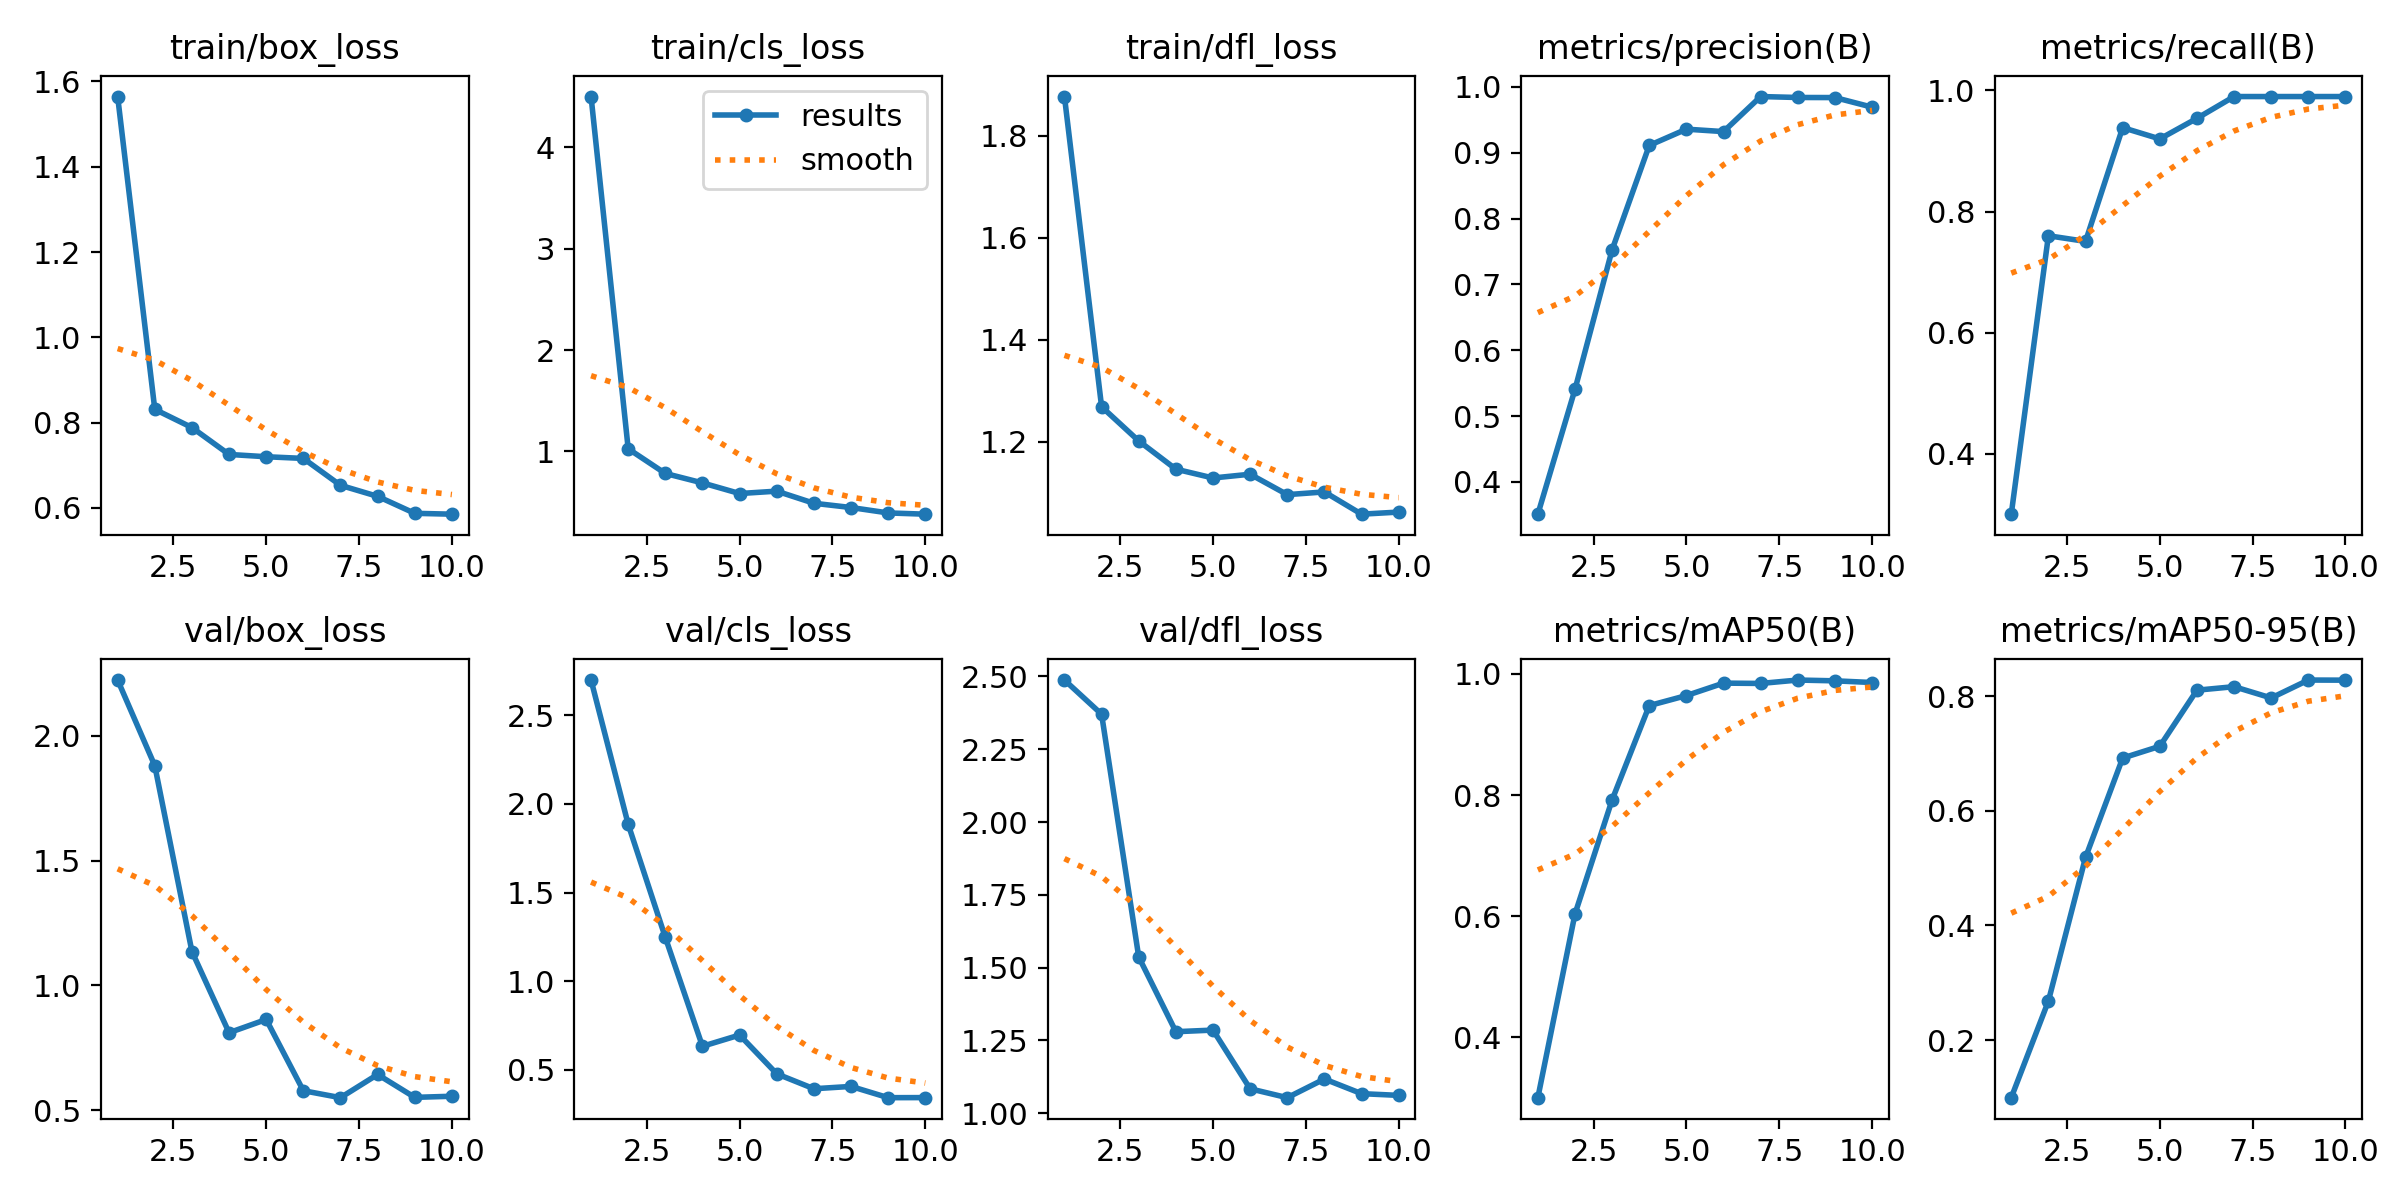 train/box_loss
1.6
1.4
1.2
1.0
0.8
0.6
2.5 5.0 7.5 10.0
train/cls_loss
results
smooth
4
3
2
1
2.5 5.0 7.5 10.0
train/dfl_loss
1.8
1.6
1.4
1.2
2.5 5.0 7.5 10.0
metrics/precision(B)
1.0
0.9
0.8
0.7
0.6
0.5
0.4
2.5 5.0 7.5 10.0
metrics/recall(B)
1.0
0.8
0.6
0.4
2.5 5.0 7.5 10.0
val/box_loss
2.0
1.5
1.0
0.5
2.5 5.0 7.5 10.0
val/cls_loss
2.5
2.0
1.5
1.0
0.5
2.5 5.0 7.5 10.0
val/dfl_loss
2.50
2.25
2.00
1.75
1.50
1.25
1.00
2.5 5.0 7.5 10.0
metrics/mAP50(B)
1.0
0.8
0.6
0.4
2.5 5.0 7.5 10.0
metrics/mAP50-95(B)
0.8
0.6
0.4
0.2
2.5 5.0 7.5 10.0